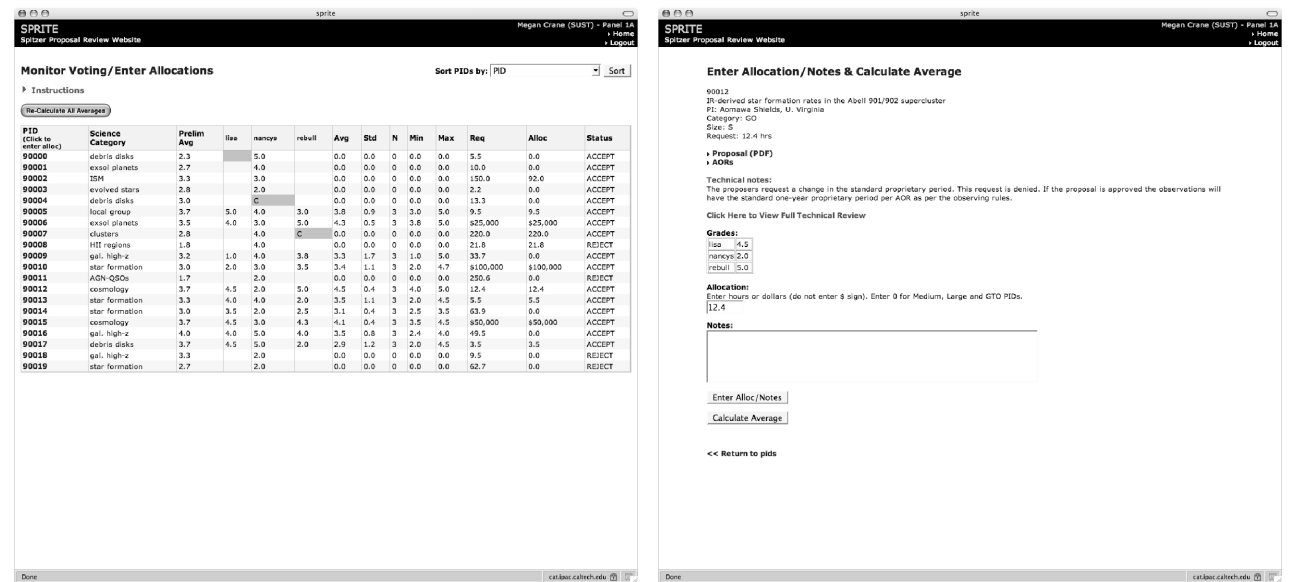 sprite
SPRITE
Spitzer Proposal Review Website
Megan Crane (SUST) - Panel 1A
Home
Logout
Monitor Voting/Enter Allocations
Sort PIDs by: PID Sort
Instructions
Re-Calculate All Averages
PID (Click to enter alloc) Science Category Prelim Avg lisa nancys rebull Avg Std N Min Max Req Alloc Status
90000 debris disks 2.3 5.0 0.0 0.0 0 0.0 0.0 5.5 0.0 ACCEPT
90001 exsol planets 2.7 4.0 0.0 0.0 0 0.0 0.0 10.0 0.0 ACCEPT
90002 ISM 3.3 3.0 0.0 0.0 0 0.0 0.0 150.0 92.0 ACCEPT
90003 evolved stars 2.8 2.0 0.0 0.0 0 0.0 0.0 2.2 0.0 ACCEPT
90004 debris disks 3.0 C 0.0 0.0 0 0.0 0.0 13.3 0.0 ACCEPT
90005 local group 3.7 5.0 4.0 3.0 3.8 0.9 3 3.0 5.0 9.5 9.5 ACCEPT
90006 exsol planets 3.5 4.0 3.0 5.0 4.3 0.5 3 3.8 5.0 $25,000 $25,000 ACCEPT
90007 clusters 2.8 4.0 C 0.0 0.0 0 0.0 0.0 220.0 220.0 ACCEPT
90008 HII regions 1.8 4.0 0.0 0.0 0 0.0 0.0 21.8 21.8 REJECT
90009 gal. high-z 3.2 1.0 4.0 3.8 3.3 1.7 3 1.0 5.0 33.7 0.0 ACCEPT
90010 star formation 3.0 2.0 3.0 3.5 3.4 1.1 3 2.0 4.7 $100,000 $100,000 ACCEPT
90011 AGN-QSOs 1.7 2.0 0.0 0.0 0 0.0 0.0 250.6 0.0 REJECT
90012 cosmology 3.7 4.5 2.0 5.0 4.5 0.4 3 4.0 5.0 12.4 12.4 ACCEPT
90013 star formation 3.3 4.0 4.0 2.0 3.5 1.1 3 2.0 4.5 5.5 5.5 ACCEPT
90014 star formation 3.0 3.5 2.0 2.5 3.1 0.4 3 2.5 3.5 63.9 0.0 ACCEPT
90015 cosmology 3.7 4.5 3.0 4.3 4.1 0.4 3 3.5 4.5 $50,000 $50,000 ACCEPT
90016 gal. high-z 4.0 4.0 5.0 4.0 3.5 0.8 3 2.4 4.0 49.5 0.0 ACCEPT
90017 debris disks 3.7 4.5 5.0 2.0 2.9 1.2 3 2.0 4.5 3.5 3.5 ACCEPT
90018 gal. high-z 3.3 2.0 0.0 0.0 0 0.0 0.0 9.5 0.0 REJECT
90019 star formation 2.7 2.0 0.0 0.0 0 0.0 0.0 62.7 0.0 REJECT
Done
cat.ipac.caltech.edu
sprite
SPRITE
Spitzer Proposal Review Website
Megan Crane (SUST) - Panel 1A
Home
Logout
Enter Allocation/Notes & Calculate Average
90012
IR-derived star formation rates in the Abell 901/902 supercluster
PI: Aomawa Shields, U. Virginia
Category: GO
Size: S
Request: 12.4 hrs
Proposal (PDF)
AORs
Technical notes:
The proposers request a change in the standard proprietary period. This request is denied. If the proposal is approved the observations will
have the standard one-year proprietary period per AOR as per the observing rules.
Click Here to View Full Technical Review
Grades:
lisa 4.5
nancys 2.0
rebull 5.0
Allocation:
Enter hours or dollars (do not enter $ sign). Enter 0 for Medium, Large and GTO PIDs.
12.4
Notes:
Enter Alloc/Notes
Calculate Average
<< Return to pids
Done
cat.ipac.caltech.edu